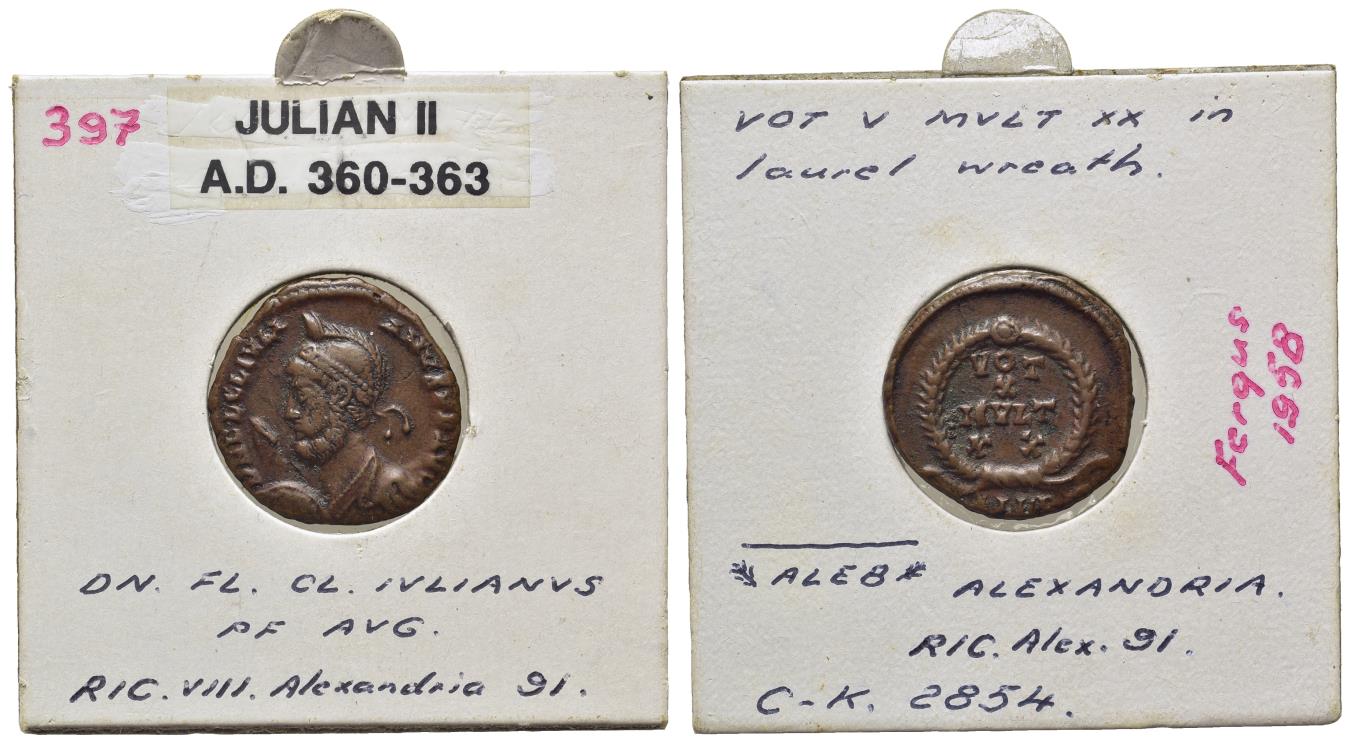 397
JULIAN II
A.D. 360-363
DN. FL. CL. IVLIANVS
PF AVG.
RIC. VIII. Alexandria 91.
VOT V MVLT XX in
laurel wreath.
VOT
X
MVLT
XX
Fergus
1958
ALEB* ALEXANDRIA.
RIC. Alex. 91.
C-K. 2854.